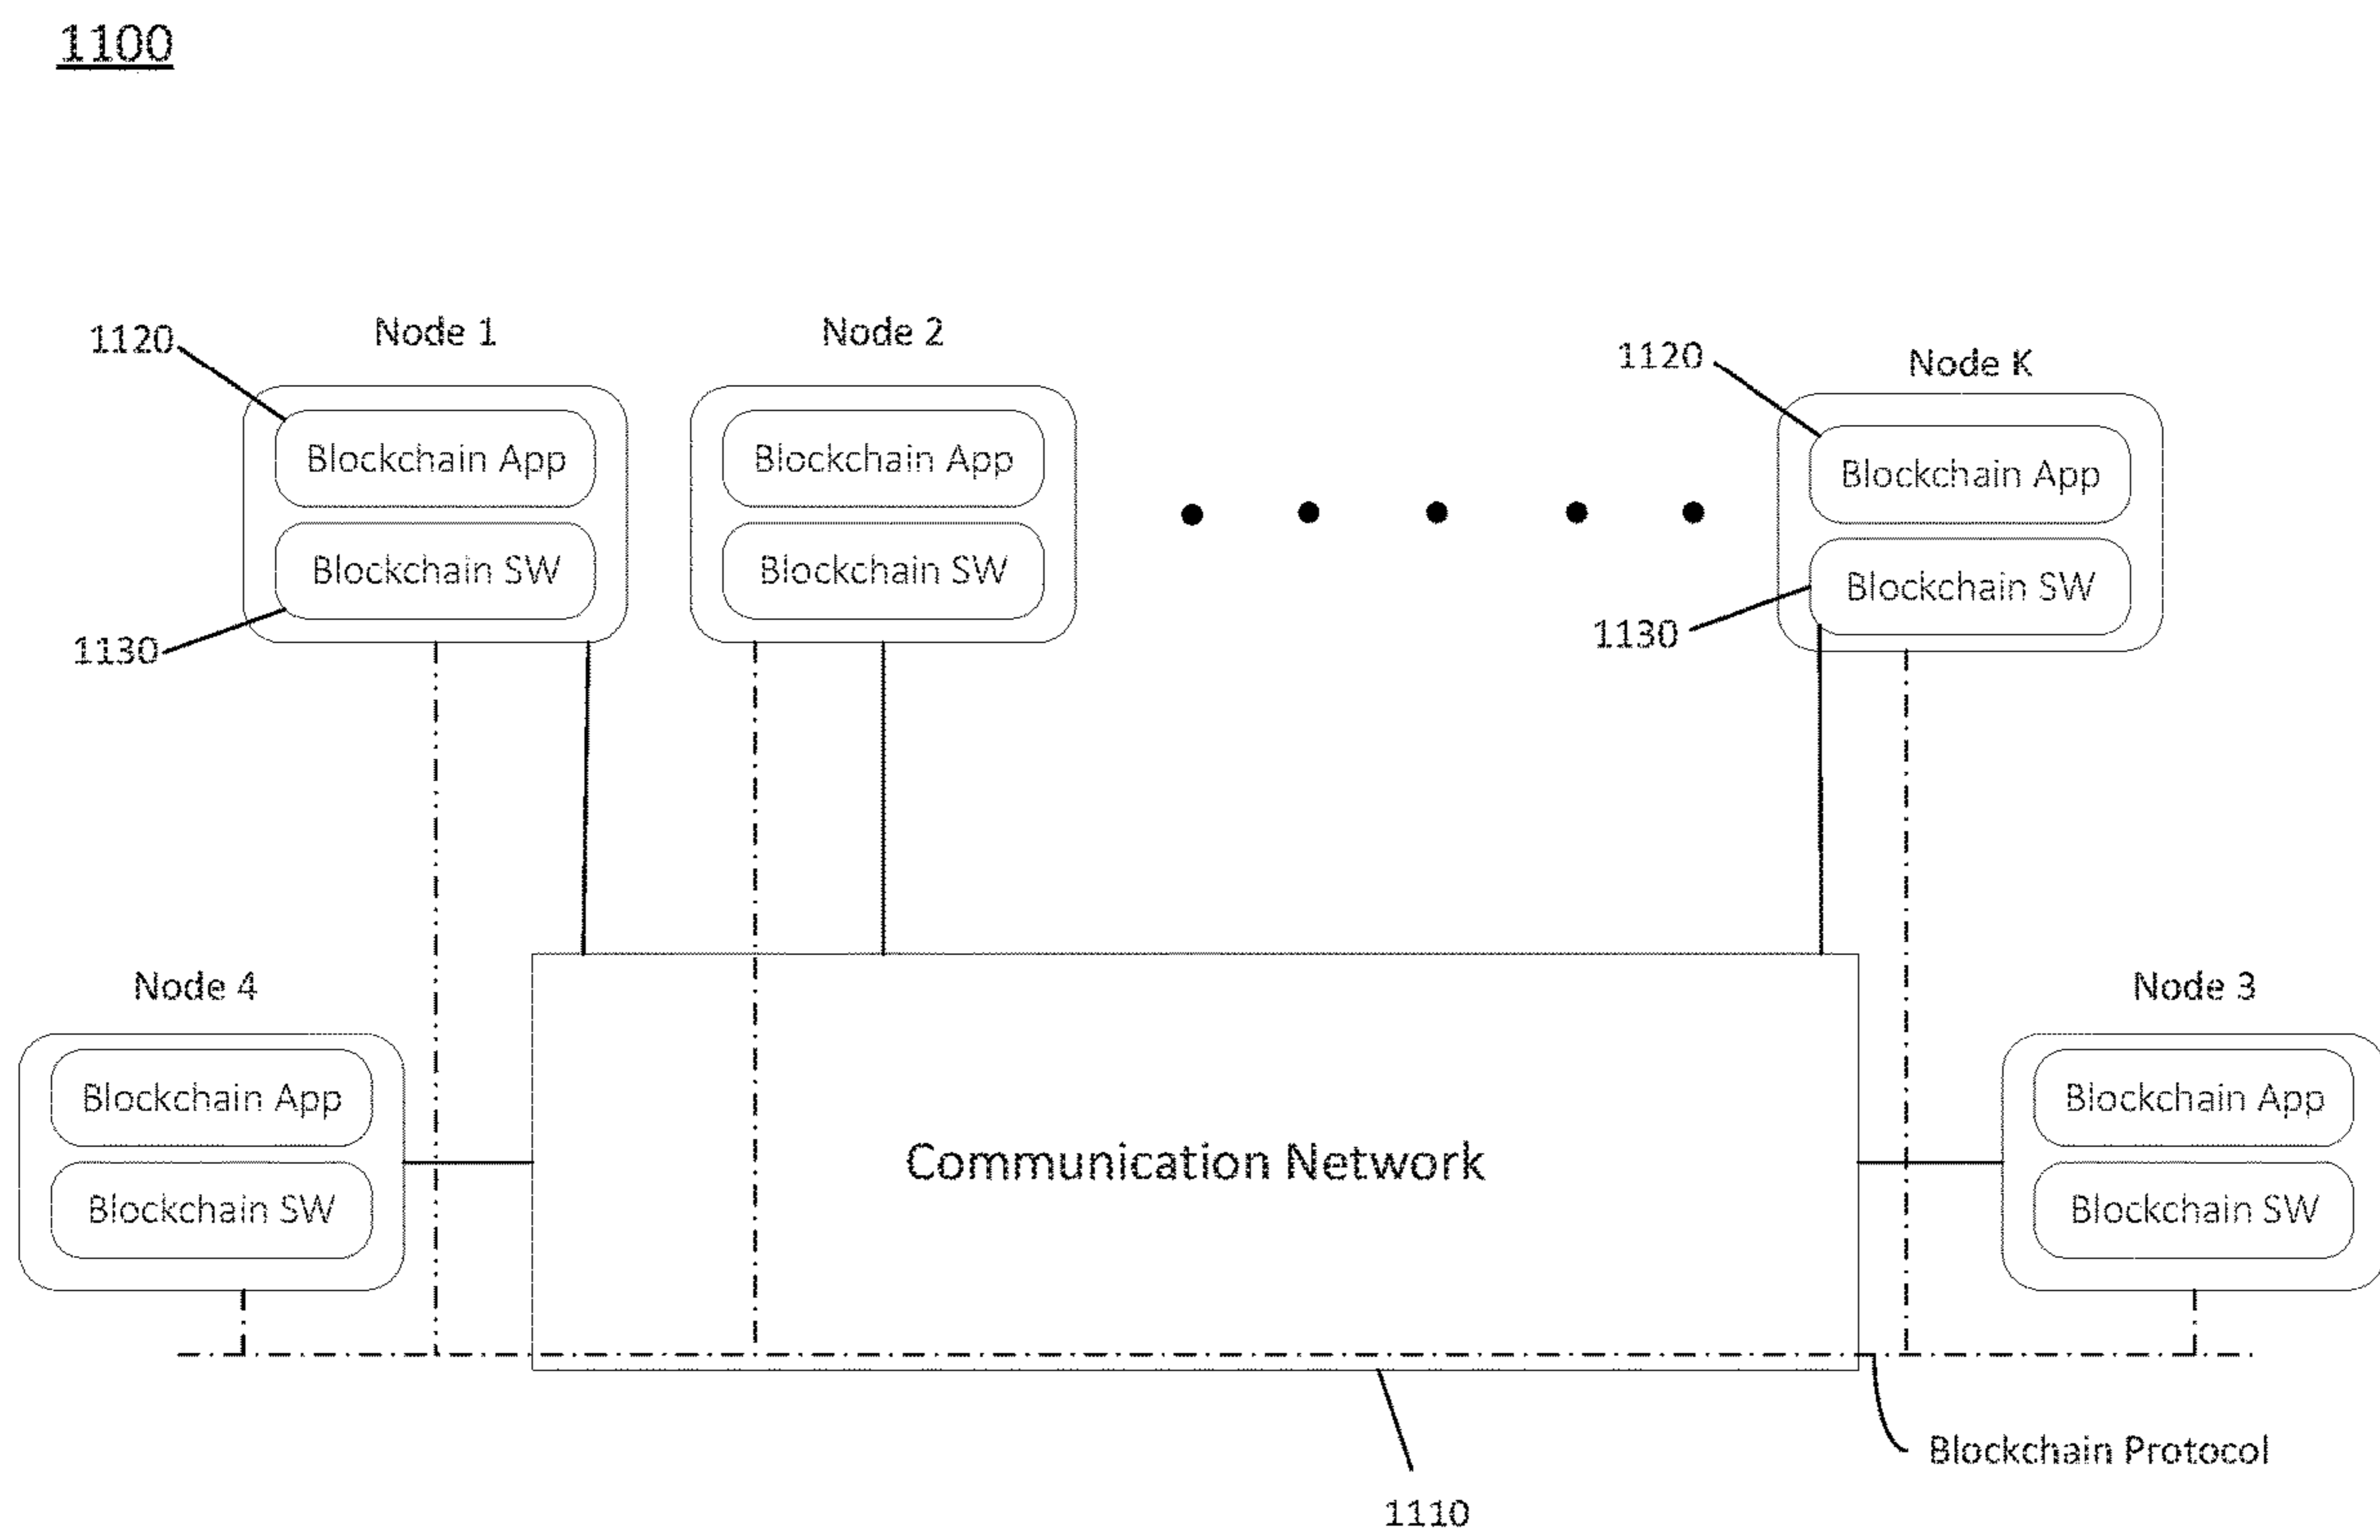 1100
Node 1
Node 2
1120
1120
Node K
Blockchain App
Blockchain App
Blockchain App
Blockchain SW
Blockchain SW
Blockchain SW
1130
1130
Node 4
Node 3
Blockchain App
Blockchain App
Communication Network
Blockchain SW
Blockchain SW
Blockchain Protocol
1110